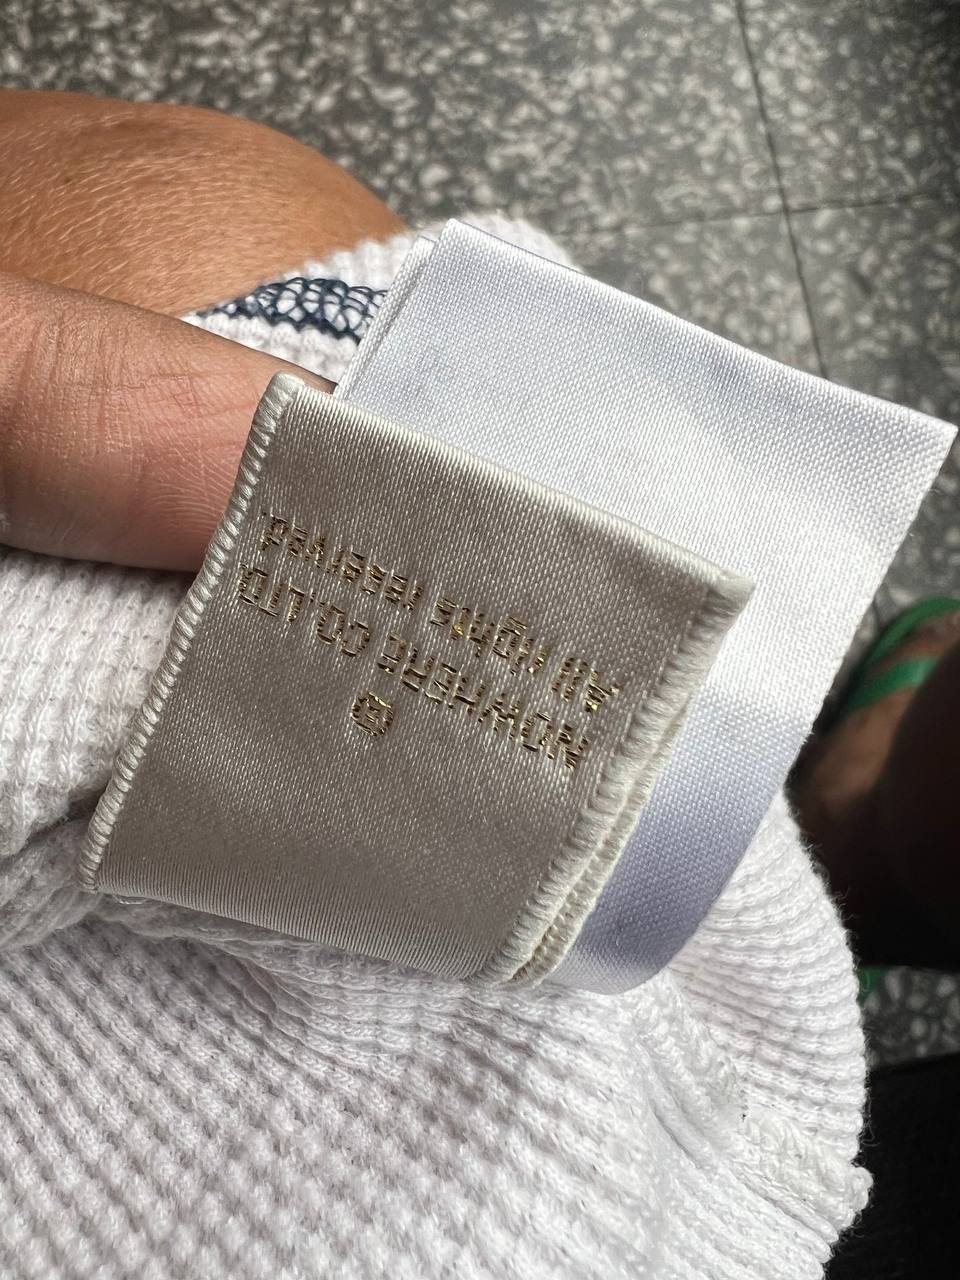 NOWHERE CO.,LTD.
All rights reserved.